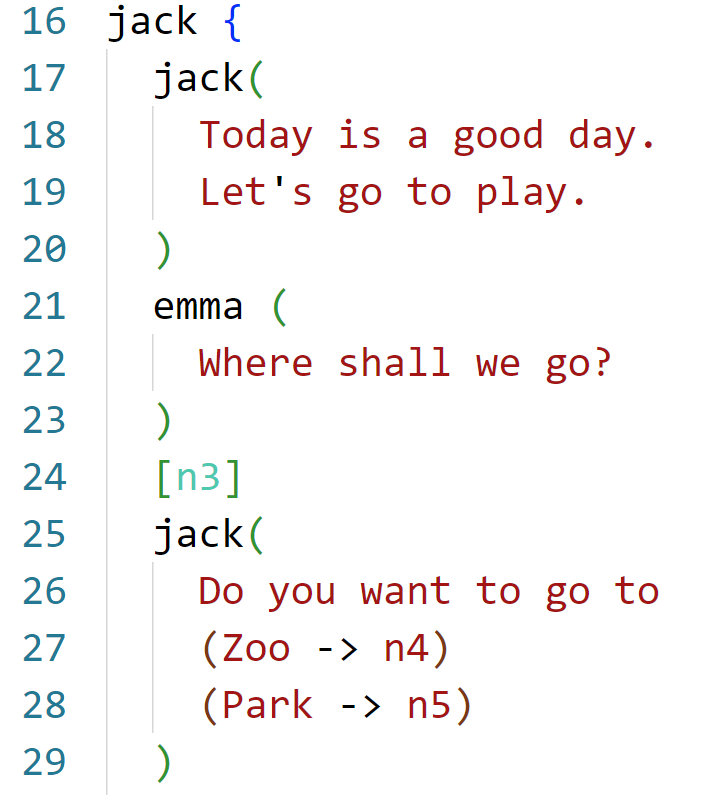 16 jack {
17   jack(
18     Today is a good day.
19     Let's go to play.
20   )
21   emma (
22     Where shall we go?
23   )
24   [n3]
25   jack(
26     Do you want to go to
27     (Zoo -> n4)
28     (Park -> n5)
29   )